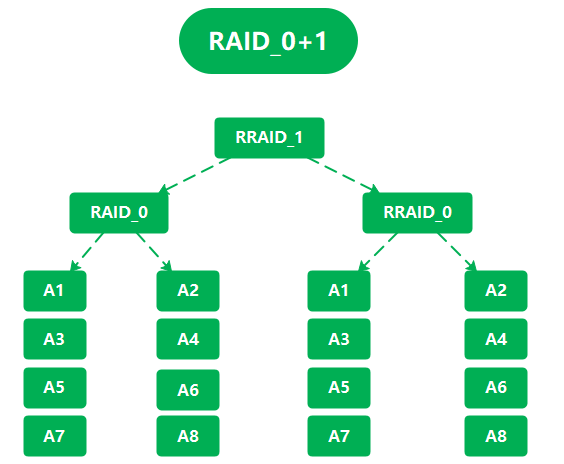 RAID_0+1
RRAID_1
RAID_0 RRAID_0
A1 A2 A1 A2
A3 A4 A3 A4
A5 A6 A5 A6
A7 A8 A7 A8